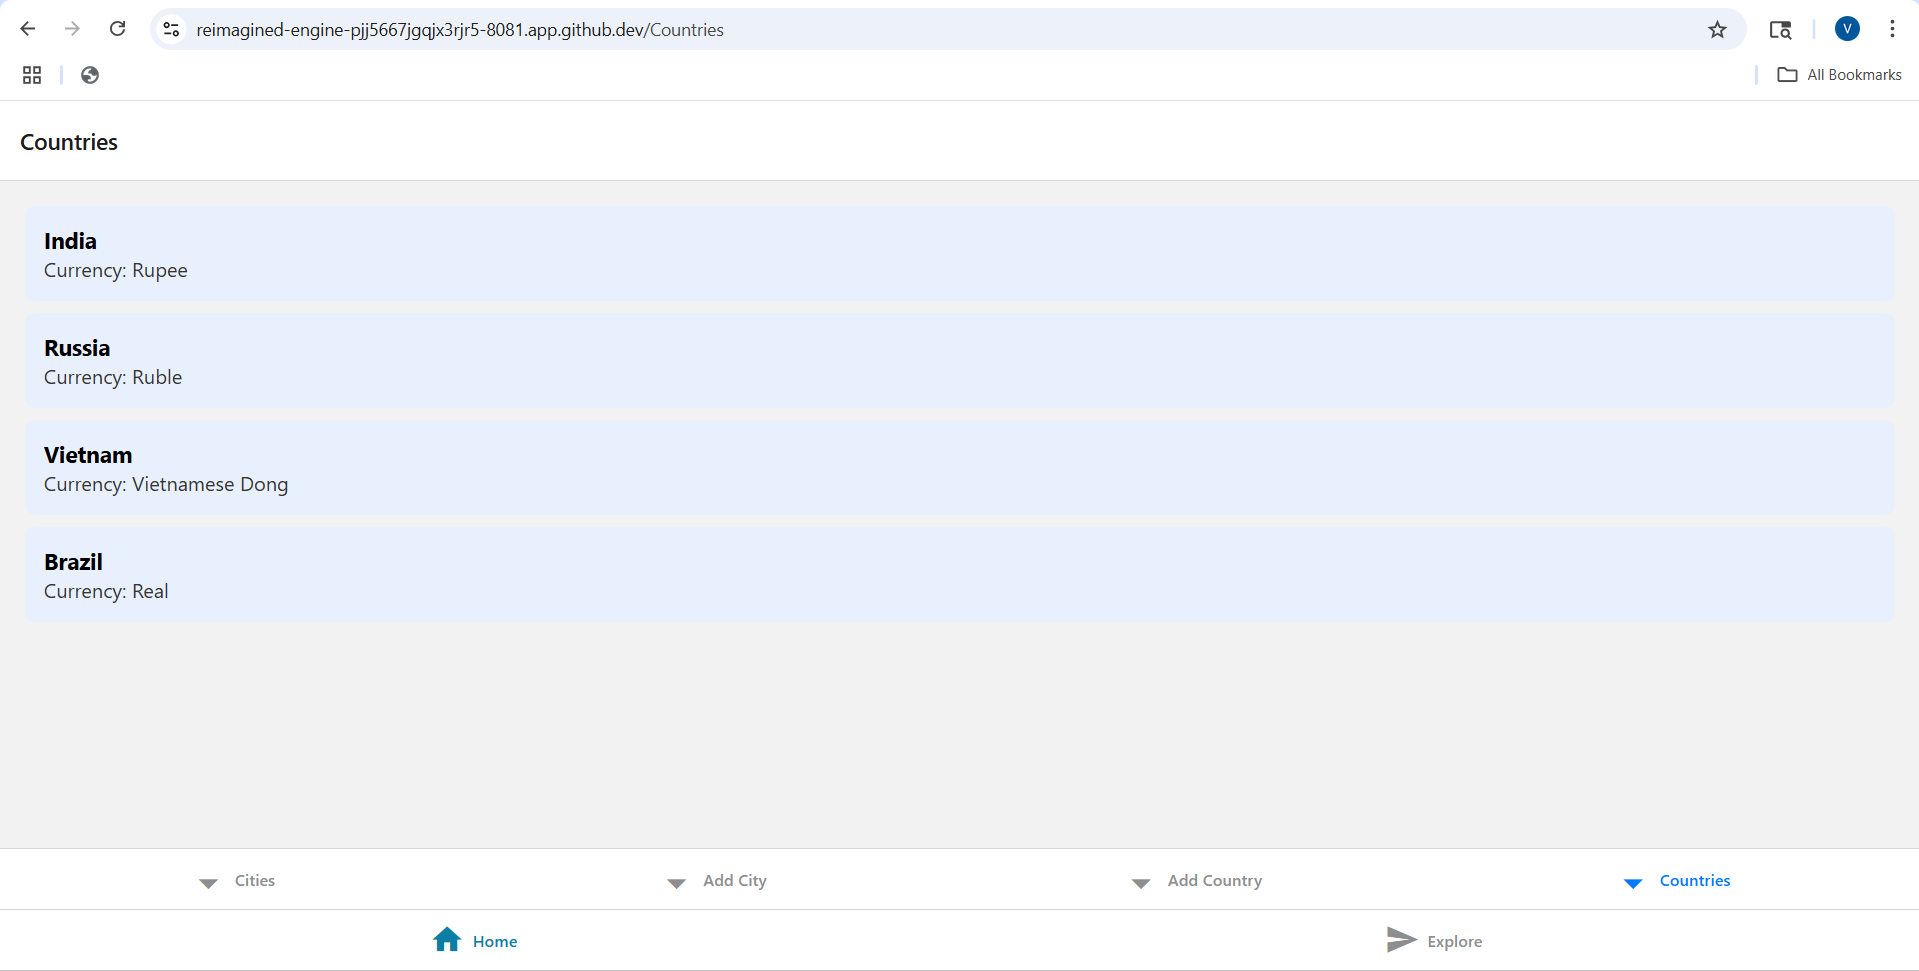 reimagined-engine-pjj5667jgqjx3rjr5-8081.app.github.dev/Countries
V
All Bookmarks
Countries
India
Currency: Rupee
Russia
Currency: Ruble
Vietnam
Currency: Vietnamese Dong
Brazil
Currency: Real
Cities Add City Add Country Countries
Home Explore